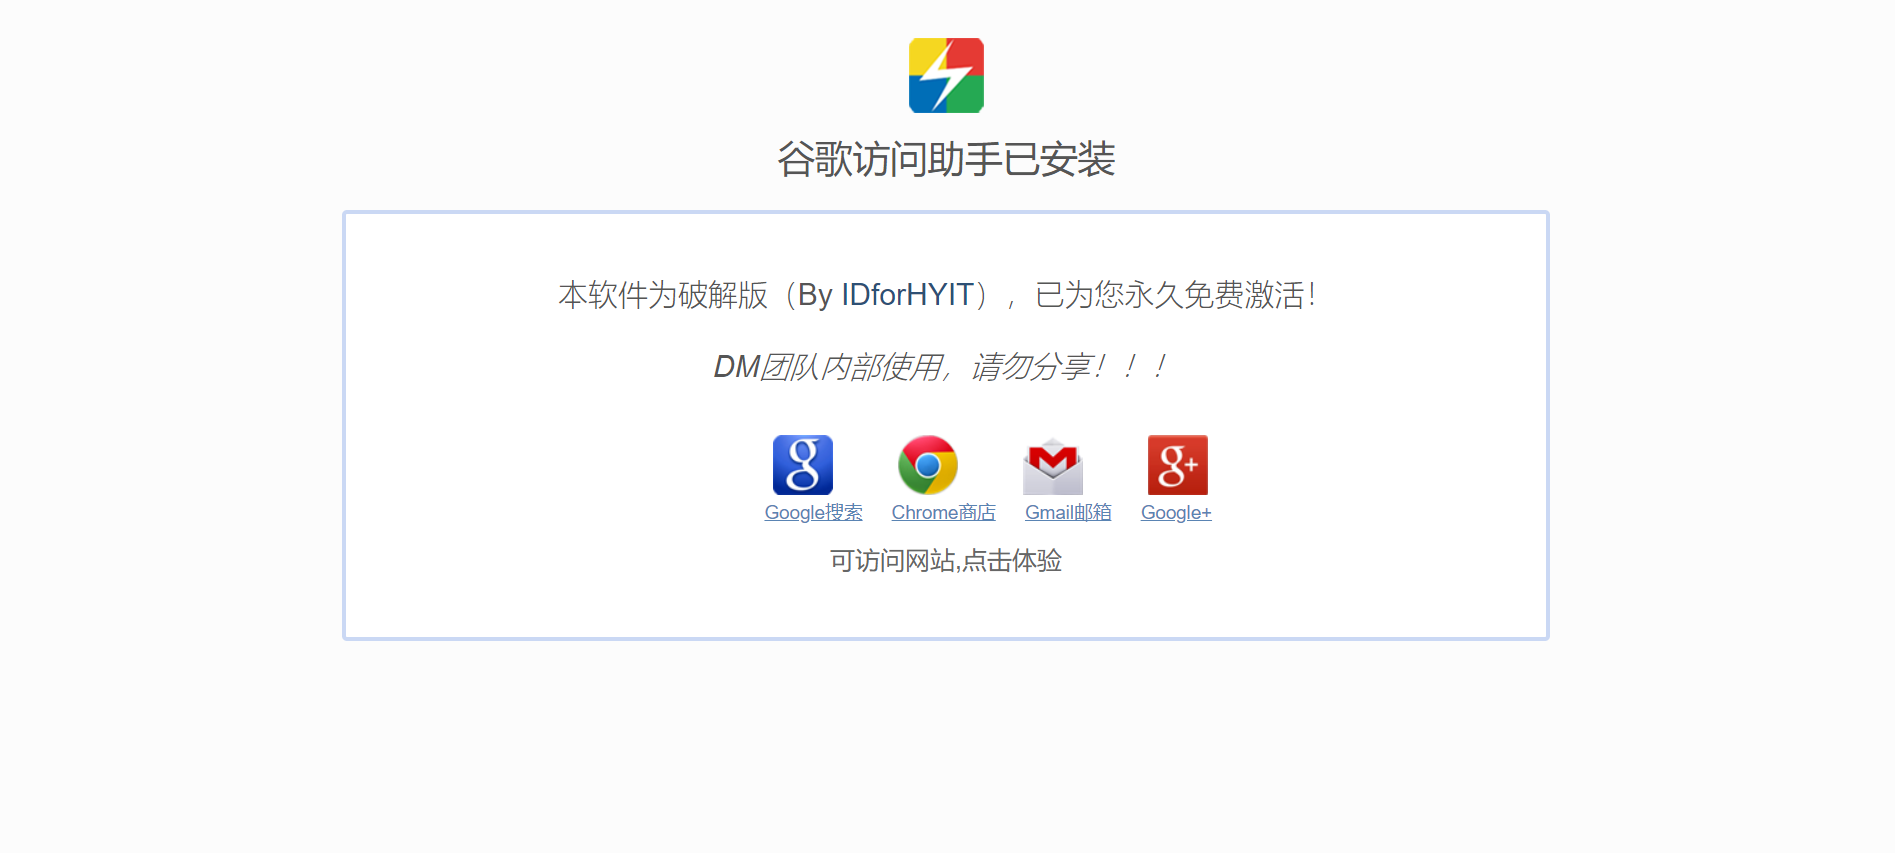 谷歌访问助手已安装
本软件为破解版（By IDforHYIT），已为您永久免费激活！
DM团队内部使用，请勿分享！！！
Google搜索 Chrome商店 Gmail邮箱 Google+
可访问网站,点击体验